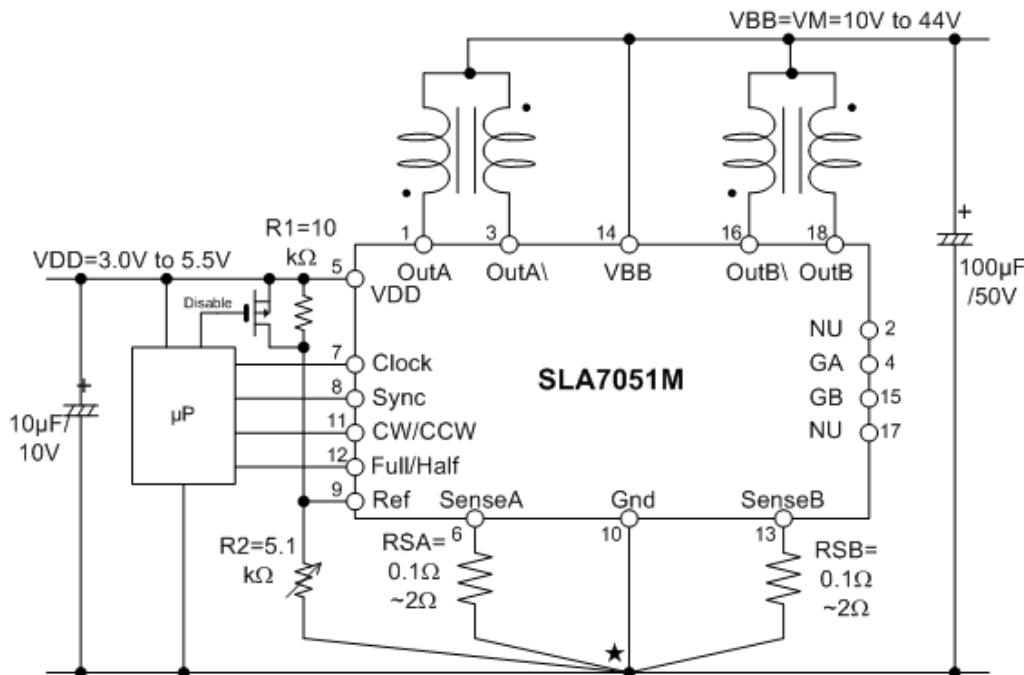 VBB=VM=10V to 44V
R1=10
kΩ
VDD=3.0V to 5.5V
Disable
1
3
14
16
18
OutA
OutA\
VBB
OutB\
OutB
+
100µF
/50V
5
VDD
7
Clock
8
Sync
11
CW/CCW
12
Full/Half
9
Ref
SLA7051M
NU
2
GA
4
GB
15
NU
17
µP
+
10µF/
10V
SenseA
Gnd
SenseB
6
10
13
R2=5.1
kΩ
RSA=
0.1Ω
~2Ω
RSB=
0.1Ω
~2Ω
★